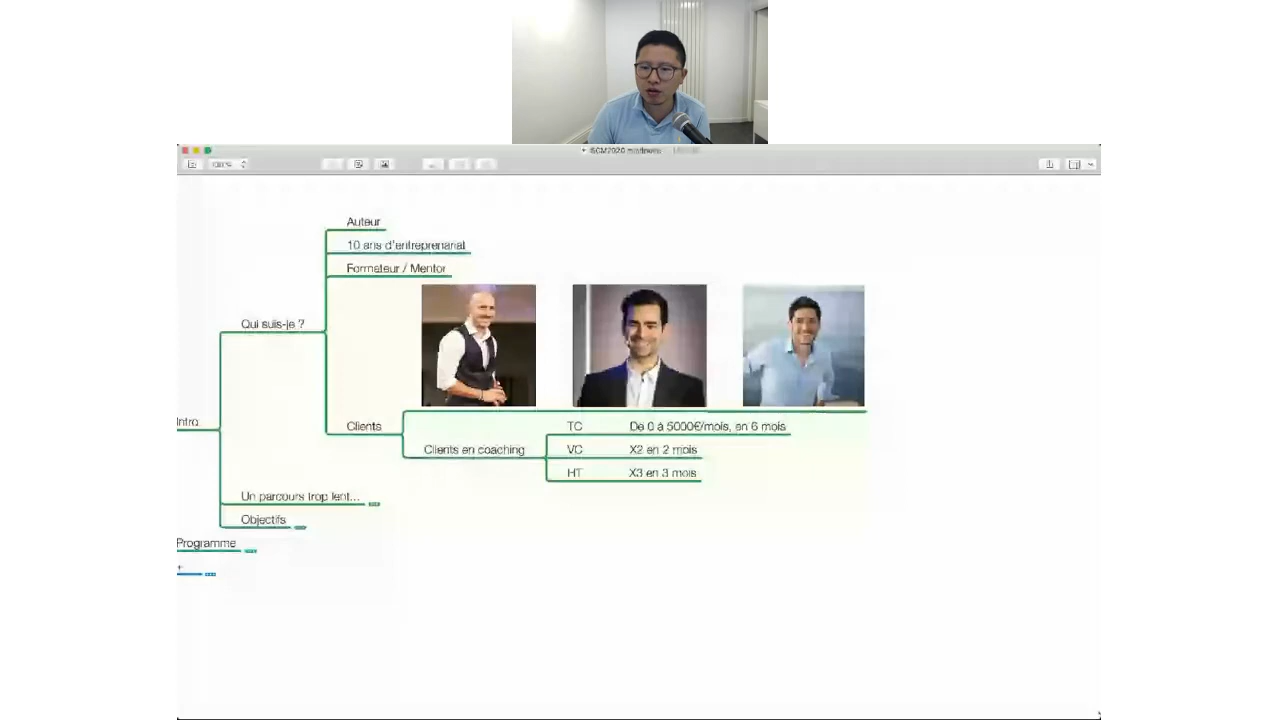 Auteur
10 ans d'entreprenariat
Formateur / Mentor
Qui suis-je ?
Intro
Clients
TC De 0 à 5000€/mois, en 6 mois
Clients en coaching VC X2 en 2 mois
HT X3 en 3 mois
Un parcours trop lent...
Objectifs
Programme
+